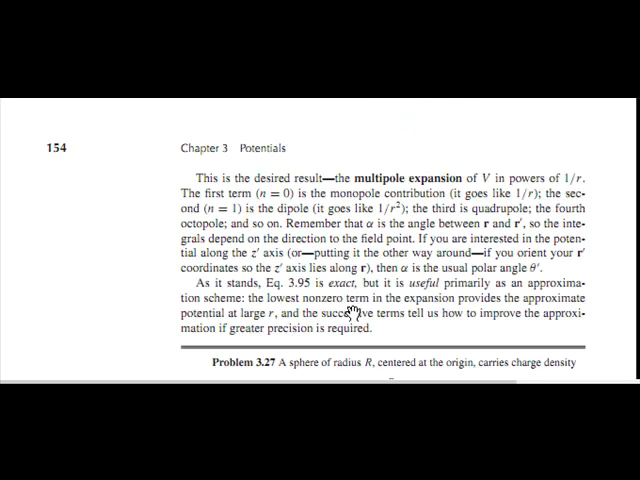 154
Chapter 3 Potentials
This is the desired result—the multipole expansion of V in powers of 1/r.
The first term (n = 0) is the monopole contribution (it goes like 1/r); the sec-
ond (n = 1) is the dipole (it goes like 1/r²); the third is quadrupole; the fourth
octopole; and so on. Remember that α is the angle between r and r′, so the inte-
grals depend on the direction to the field point. If you are interested in the poten-
tial along the z′ axis (or—putting it the other way around—if you orient your r′
coordinates so the z′ axis lies along r), then α is the usual polar angle θ′.
As it stands, Eq. 3.95 is exact, but it is useful primarily as an approxima-
tion scheme: the lowest nonzero term in the expansion provides the approximate
potential at large r, and the successive terms tell us how to improve the approxi-
mation if greater precision is required.
Problem 3.27 A sphere of radius R, centered at the origin, carries charge density